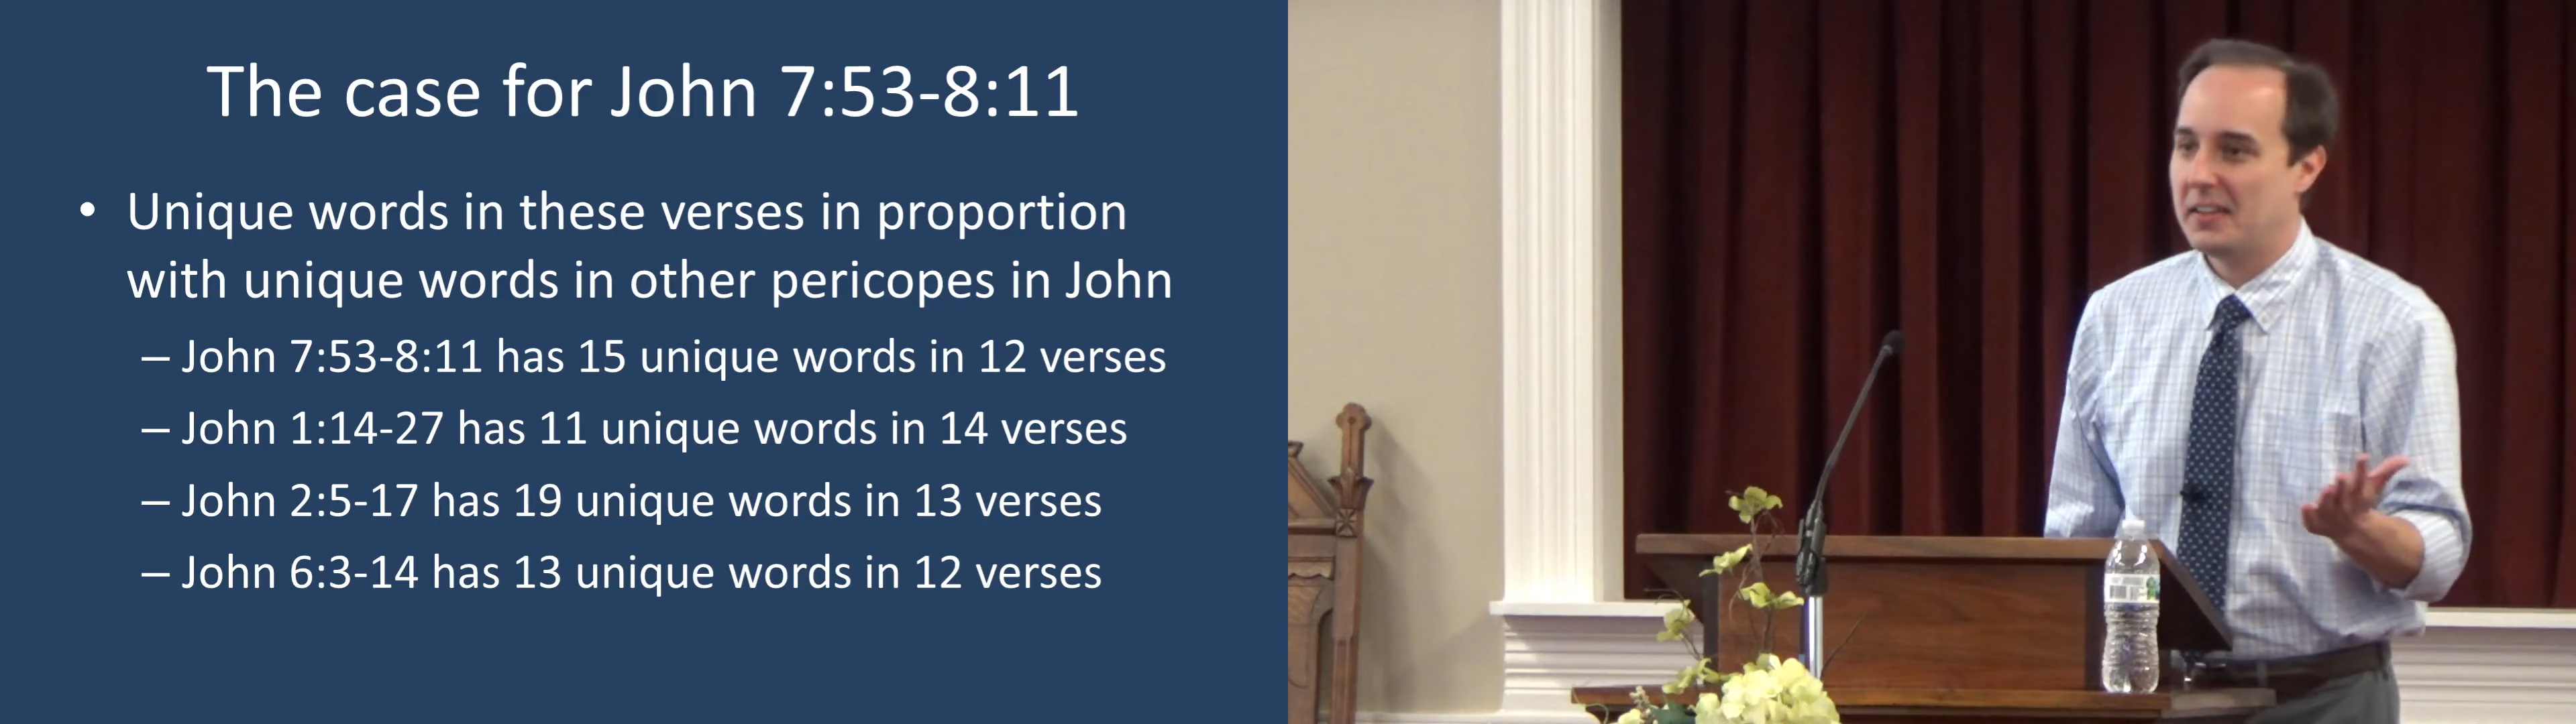 The case for John 7:53-8:11
• Unique words in these verses in proportion
with unique words in other pericopes in John
– John 7:53-8:11 has 15 unique words in 12 verses
– John 1:14-27 has 11 unique words in 14 verses
– John 2:5-17 has 19 unique words in 13 verses
– John 6:3-14 has 13 unique words in 12 verses